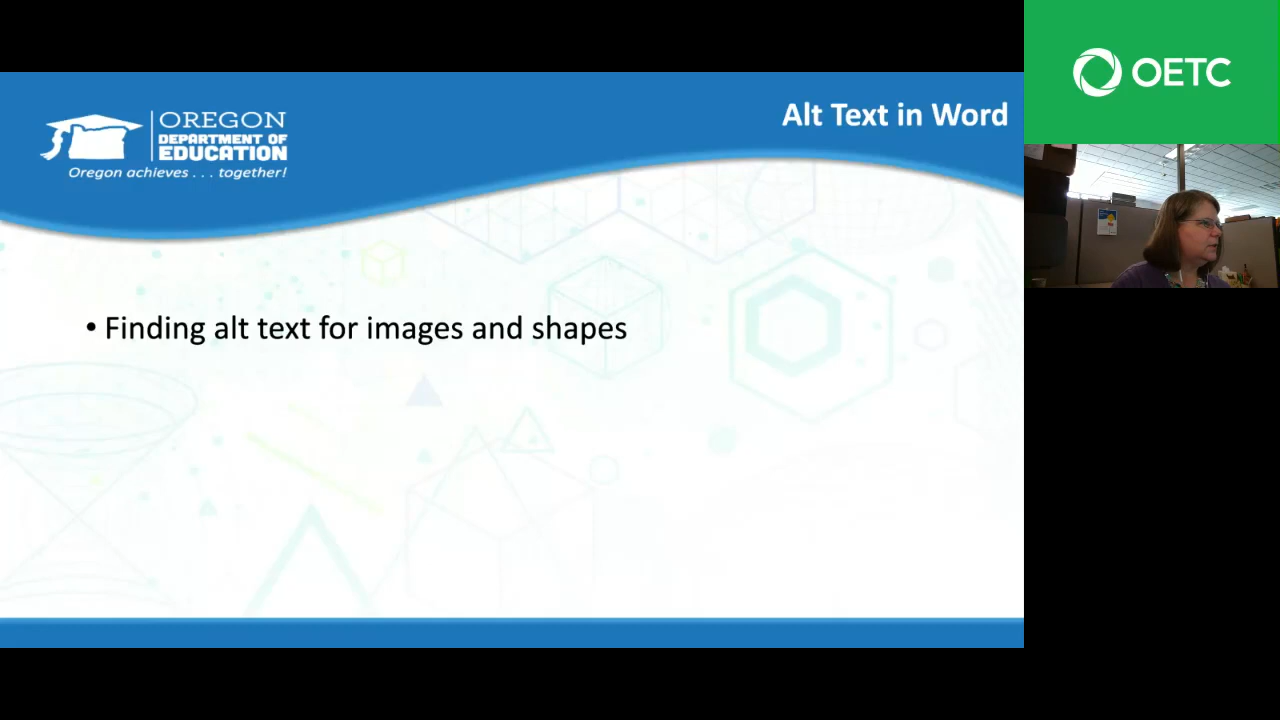 OETC
OREGON
DEPARTMENT OF
EDUCATION
Oregon achieves . . . together!
Alt Text in Word
• Finding alt text for images and shapes